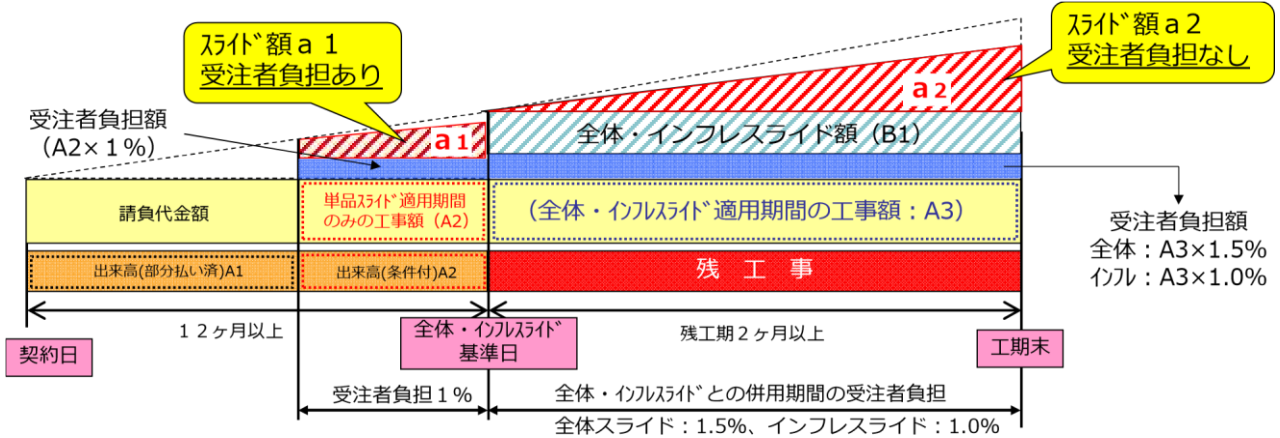 ｽﾗｲﾄﾞ額ａ１
受注者負担あり
ｽﾗｲﾄﾞ額ａ２
受注者負担なし
受注者負担額
（A2×１%）
ａ1
ａ2
全体・インフレスライド額（B1）
請負代金額
単品ｽﾗｲﾄﾞ適用期間
のみの工事額（A2）
（全体・ｲﾝﾌﾚｽﾗｲﾄﾞ適用期間の工事額：A3）
受注者負担額
全体：A3×1.5%
ｲﾝﾌﾚ：A3×1.0%
出来高(部分払い済)A1
出来高(条件付)A2
残　工　事
１２ヶ月以上
残工期２ヶ月以上
契約日
全体・ｲﾝﾌﾚｽﾗｲﾄﾞ
基準日
工期末
受注者負担１%
全体・ｲﾝﾌﾚｽﾗｲﾄﾞとの併用期間の受注者負担
全体スライド：1.5%、インフレスライド：1.0%